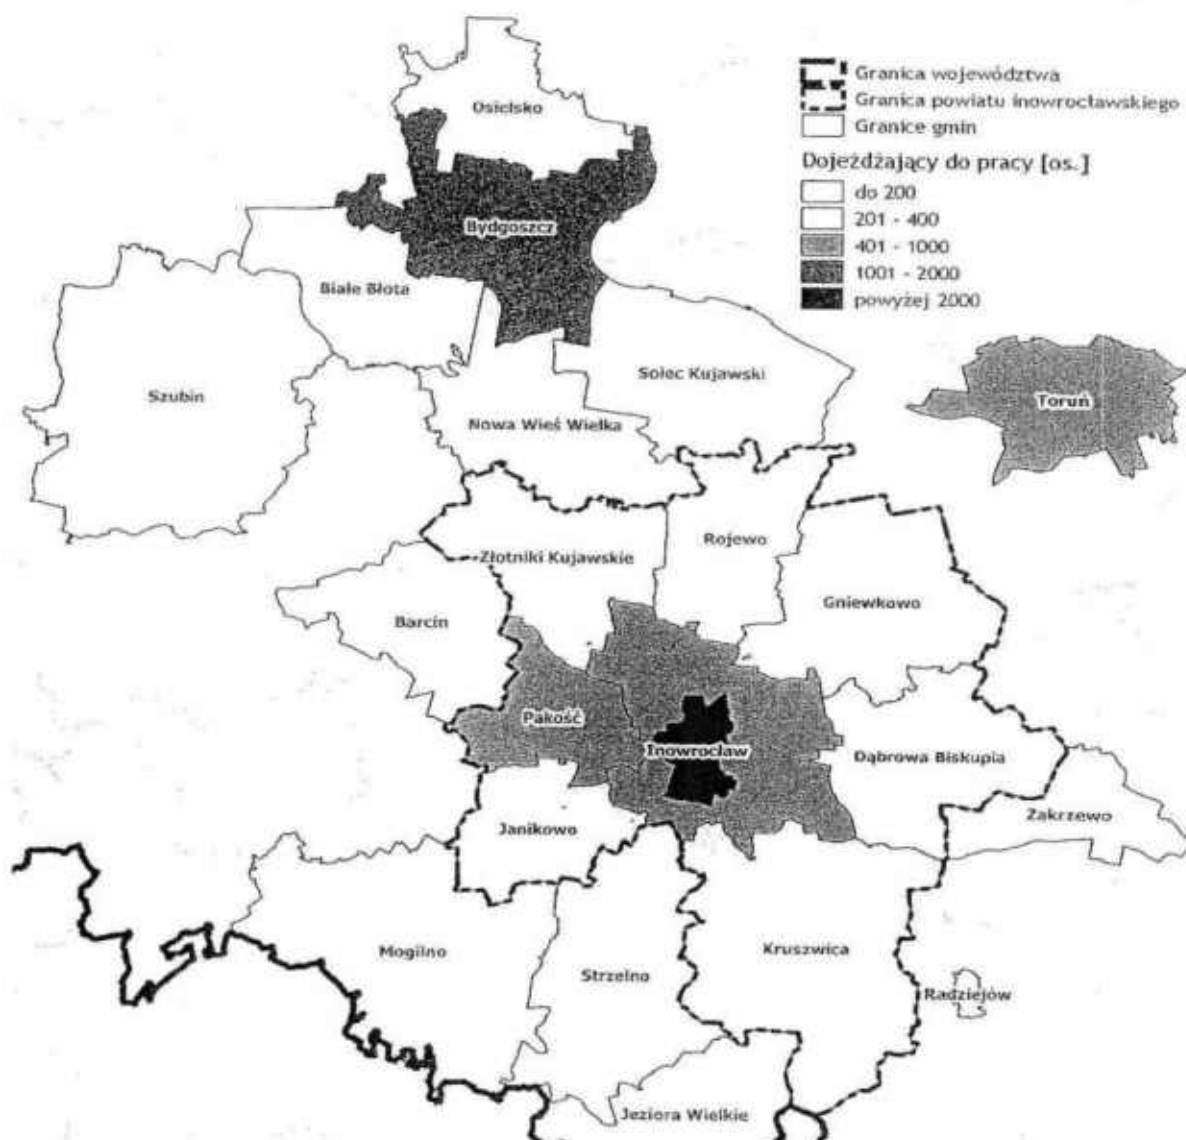 Granica województwa
Granica powiatu inowrocławskiego
Granice gmin
Dojeżdżający do pracy [os.]
do 200
201 - 400
401 - 1000
1001 - 2000
powyżej 2000
Osielsko
Bydgoszcz
Białe Błota
Szubin
Solec Kujawski
Toruń
Nowa Wieś Wielka
Złotniki Kujawskie
Rojewo
Gniewkowo
Barcin
Pakość
Inowrocław
Dąbrowa Biskupia
Zakrzewo
Janikowo
Mogilno
Strzelno
Kruszwica
Radziejów
Jeziora Wielkie